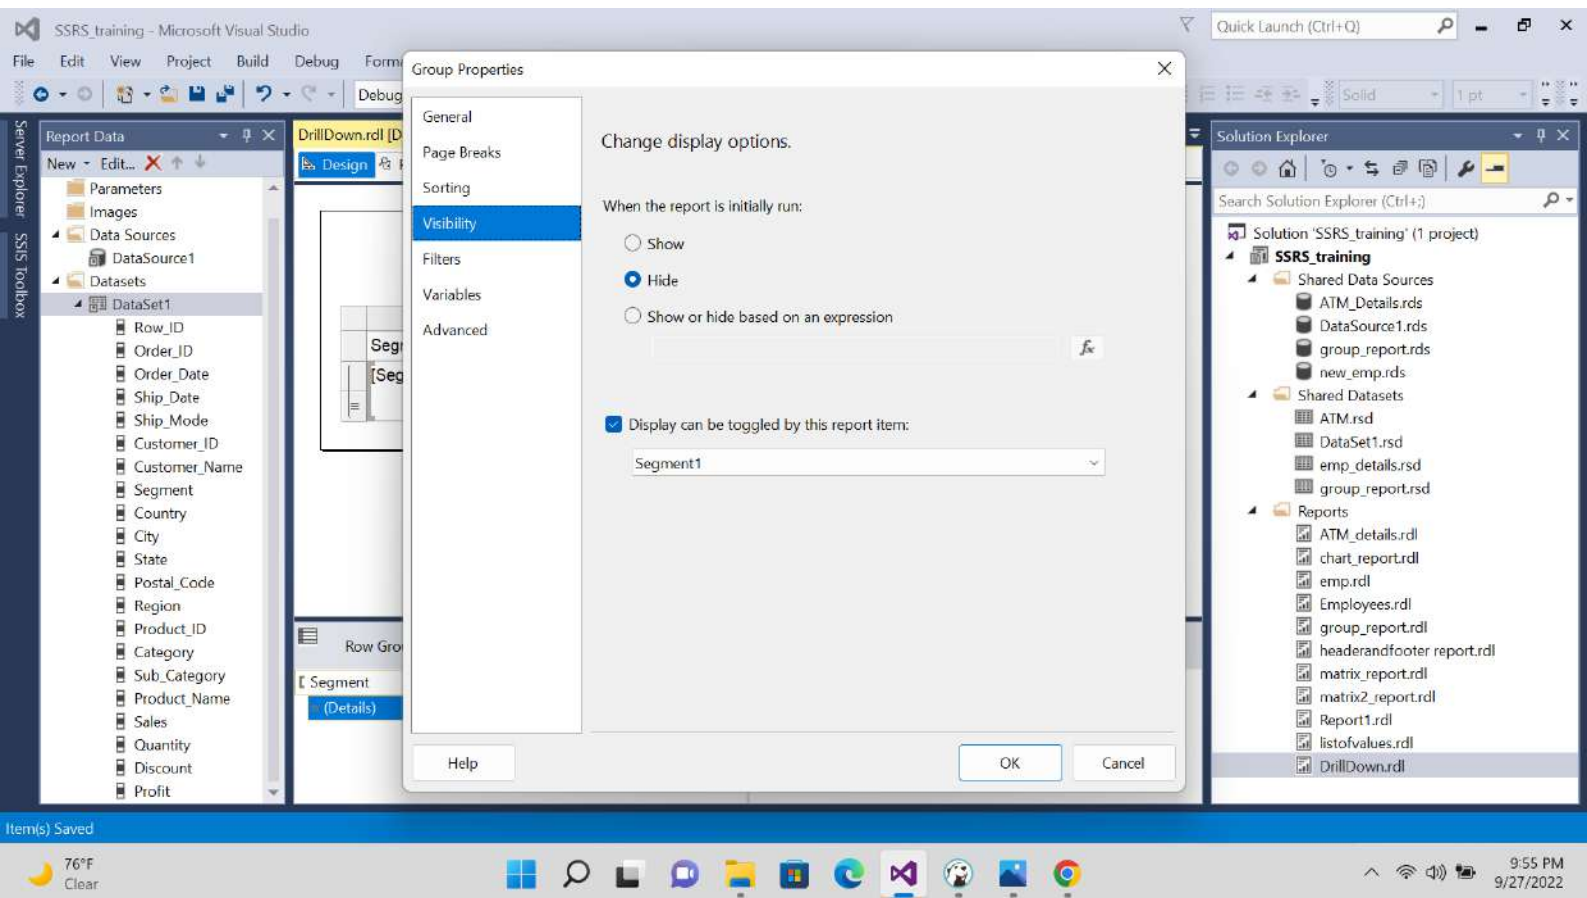 SSRS_training - Microsoft Visual Studio
Quick Launch (Ctrl+Q)
File Edit View Project Build Debug Form
Debug
Solid
1 pt
Server Explorer
SSIS Toolbox
Report Data
New Edit...
Parameters
Images
Data Sources
DataSource1
Datasets
DataSet1
Row_ID
Order_ID
Order_Date
Ship_Date
Ship_Mode
Customer_ID
Customer_Name
Segment
Country
City
State
Postal_Code
Region
Product_ID
Category
Sub_Category
Product_Name
Sales
Quantity
Discount
Profit
DrillDown.rdl [D
Design
Segr
[Seg
Row Gro
Segment
(Details)
Group Properties
General
Page Breaks
Sorting
Visibility
Filters
Variables
Advanced
Change display options.
When the report is initially run:
Show
Hide
Show or hide based on an expression
fx
Display can be toggled by this report item:
Segment1
Help
OK
Cancel
Solution Explorer
Search Solution Explorer (Ctrl+;)
Solution 'SSRS_training' (1 project)
SSRS_training
Shared Data Sources
ATM_Details.rds
DataSource1.rds
group_report.rds
new_emp.rds
Shared Datasets
ATM.rsd
DataSet1.rsd
emp_details.rsd
group_report.rsd
Reports
ATM_details.rdl
chart_report.rdl
emp.rdl
Employees.rdl
group_report.rdl
headerandfooter report.rdl
matrix_report.rdl
matrix2_report.rdl
Report1.rdl
listofvalues.rdl
DrillDown.rdl
Item(s) Saved
76°F
Clear
9:55 PM
9/27/2022